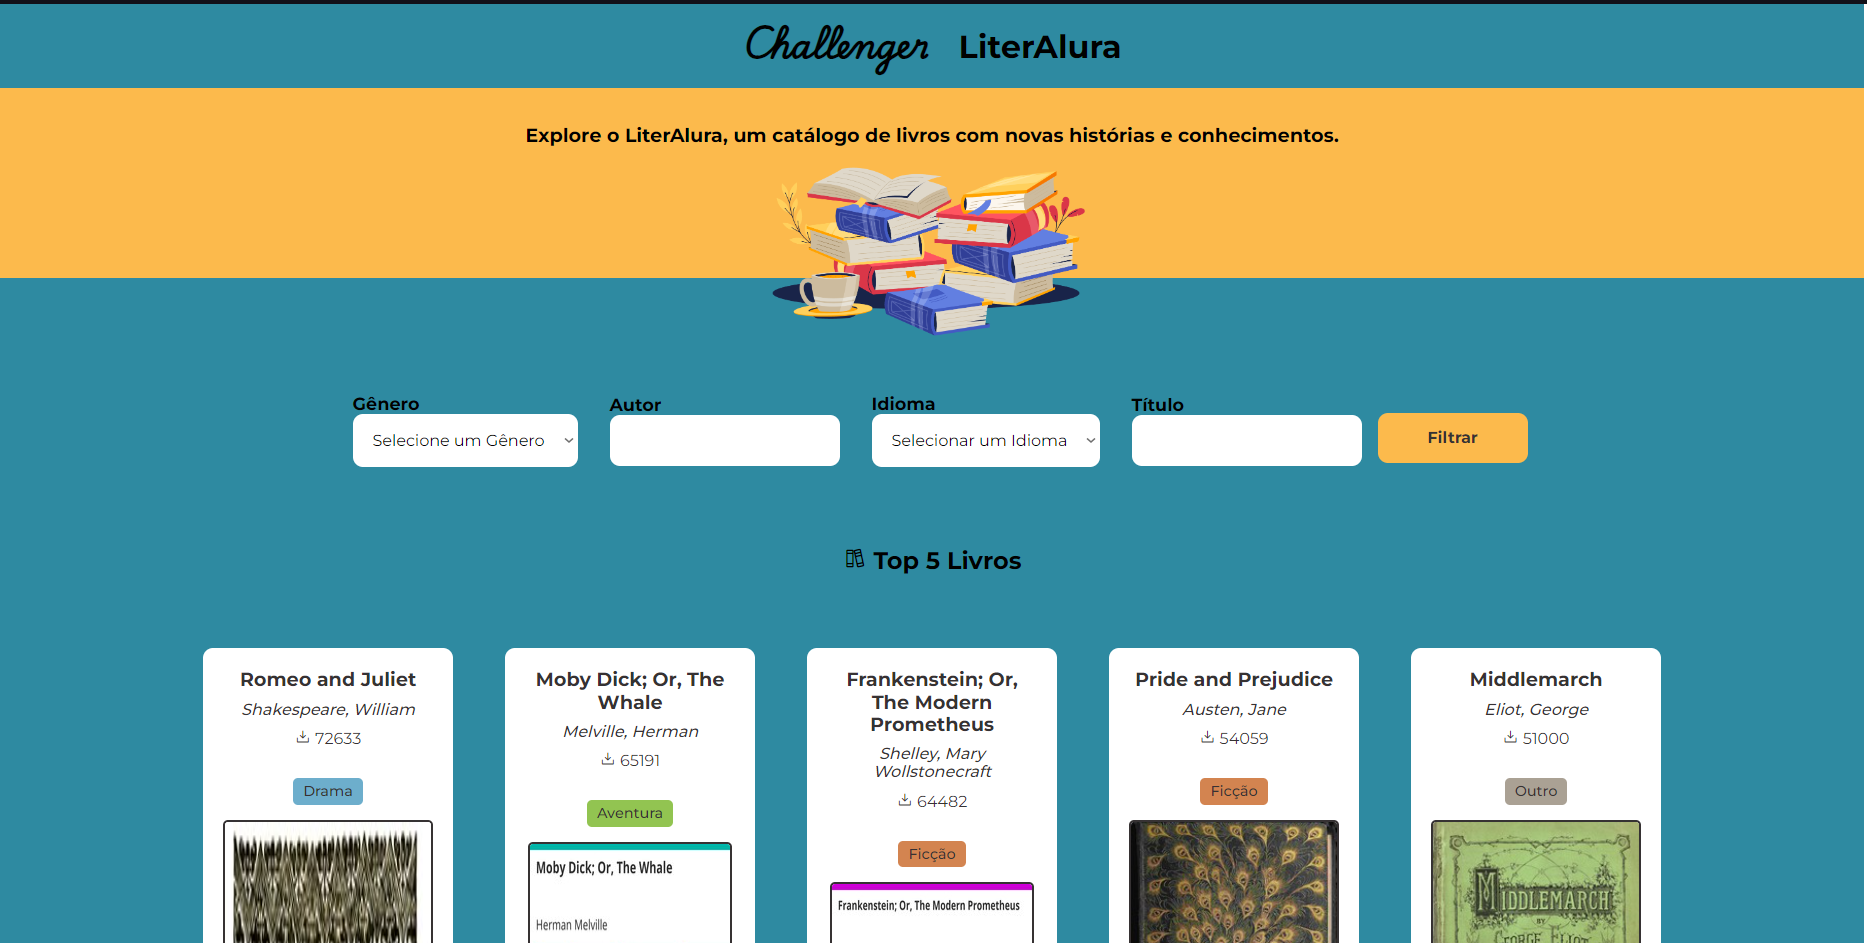 Challenger LiterAlura
Explore o LiterAlura, um catálogo de livros com novas histórias e conhecimentos.
Gênero
Autor
Idioma
Título
Selecione um Gênero
Selecionar um Idioma
Filtrar
Top 5 Livros
Romeo and Juliet
Shakespeare, William
72633
Drama
Moby Dick; Or, The
Whale
Melville, Herman
65191
Aventura
Moby Dick; Or, The Whale
Herman Melville
Frankenstein; Or,
The Modern
Prometheus
Shelley, Mary
Wollstonecraft
64482
Ficção
Frankenstein; Or, The Modern Prometheus
Pride and Prejudice
Austen, Jane
54059
Ficção
Middlemarch
Eliot, George
51000
Outro
MIDDLEMARCH
BY
GEORGE ELIOT